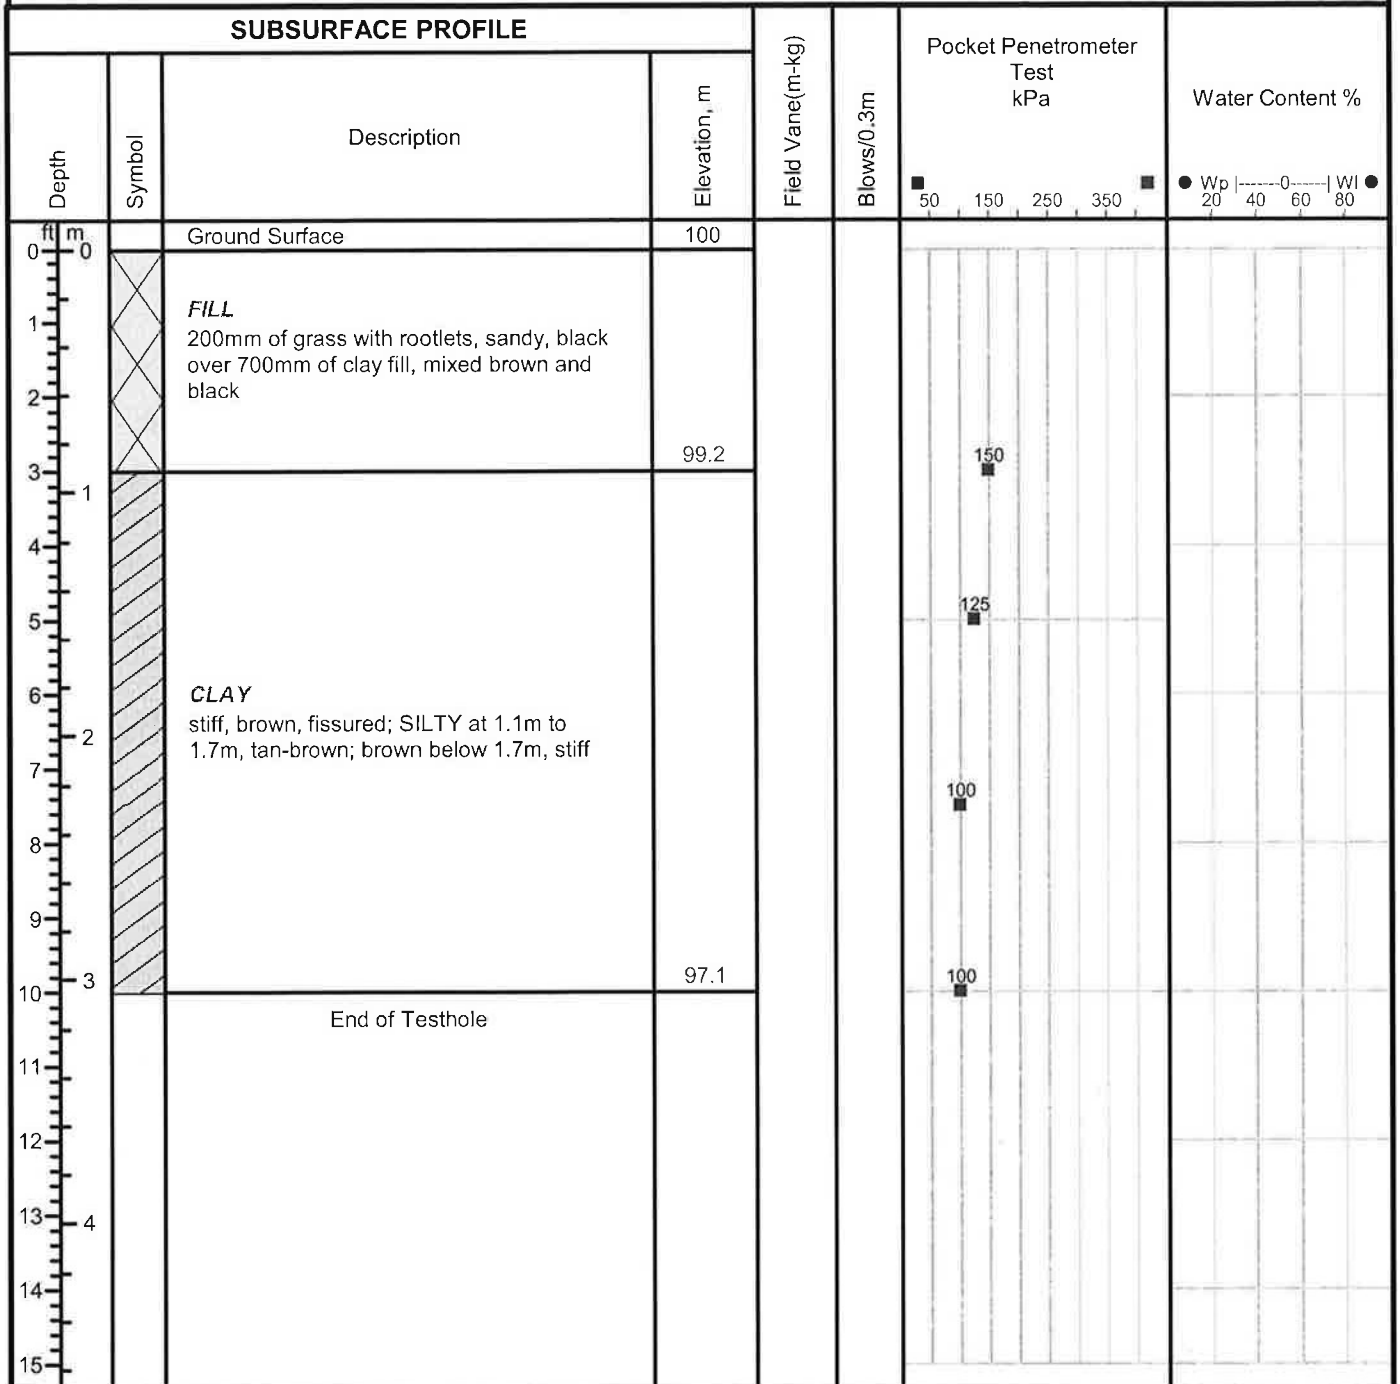 SUBSURFACE PROFILE
Depth
Symbol
Description
Elevation, m
Field Vane(m-kg)
Blows/0.3m
Pocket Penetrometer
Test
kPa
50 150 250 350
Water Content %
Wp |------0------| Wl
20 40 60 80
ft m
0 0
Ground Surface 100
FILL
200mm of grass with rootlets, sandy, black
over 700mm of clay fill, mixed brown and
black
99.2
1
2
3
1
4
5
6
2
7
8
9
3
10
11
12
13
4
14
15
150
125
CLAY
stiff, brown, fissured; SILTY at 1.1m to
1.7m, tan-brown; brown below 1.7m, stiff
100
97.1
100
End of Testhole